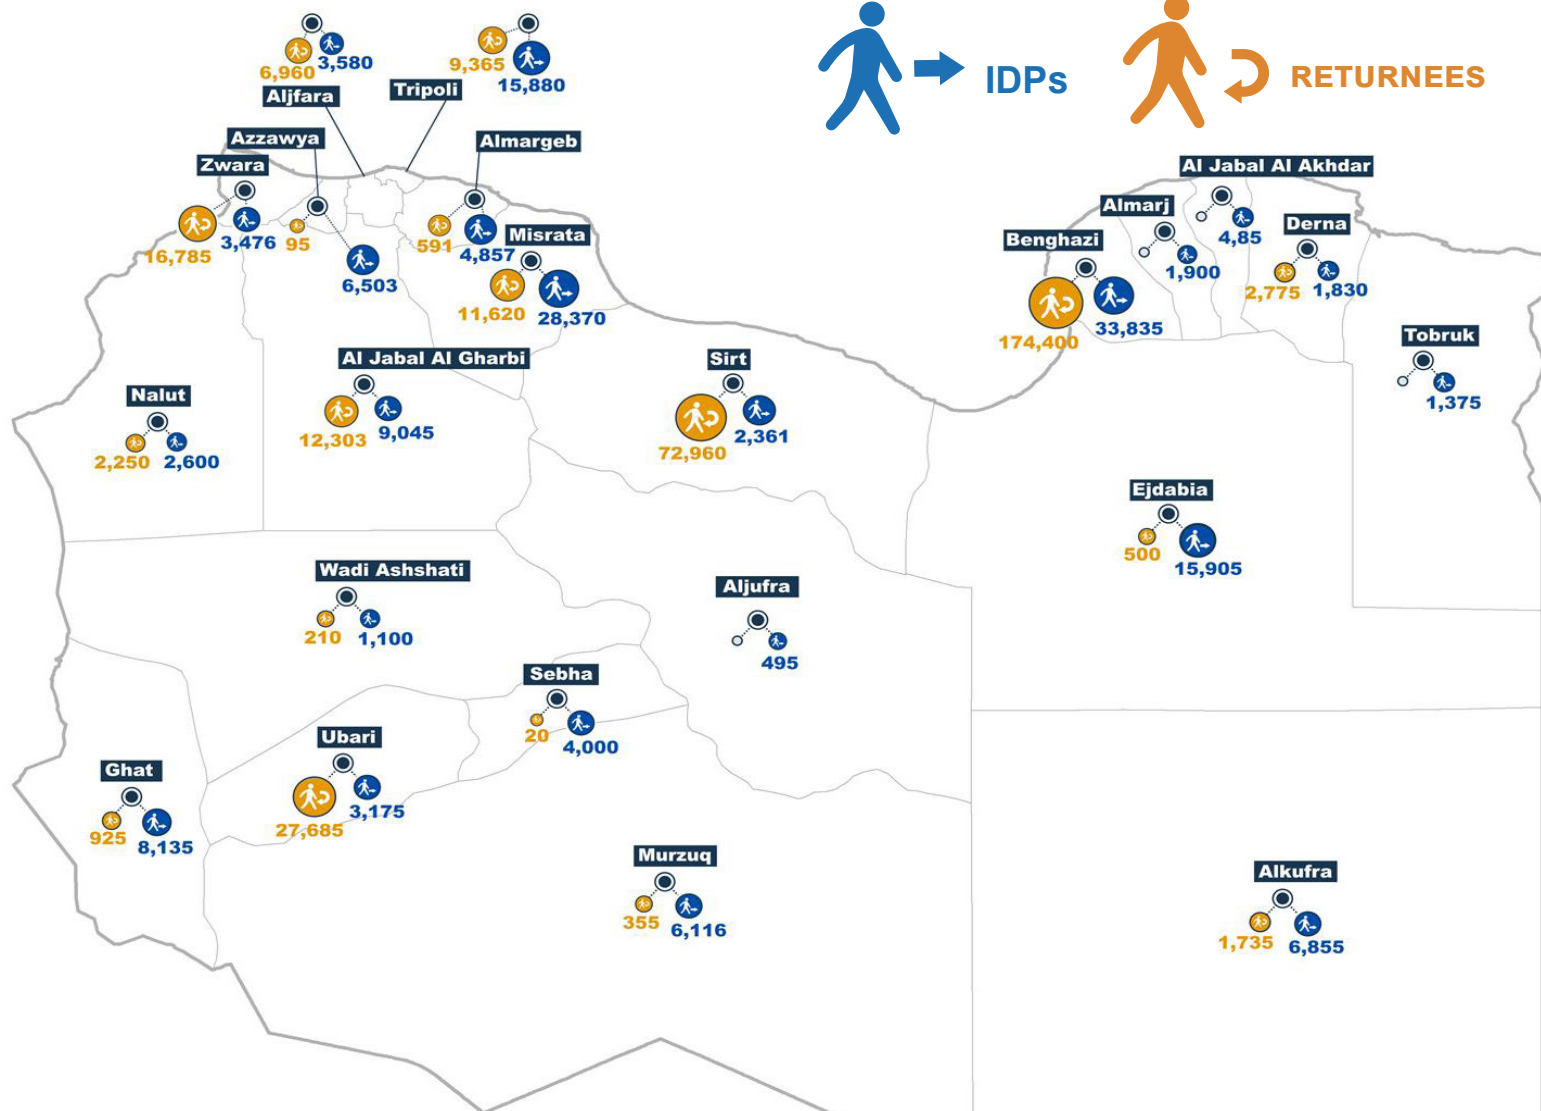 IDPs
RETURNEES
6,960
3,580
9,365
15,880
Aljfara
Tripoli
Azzawya
Almargeb
Zwara
16,785
3,476
95
6,503
591
4,857
Misrata
11,620
28,370
Al Jabal Al Akhdar
4,85
Almarj
1,900
Derna
2,775
1,830
Benghazi
174,400
33,835
Tobruk
1,375
Al Jabal Al Gharbi
12,303
9,045
Sirt
72,960
2,361
Nalut
2,250
2,600
Ejdabia
500
15,905
Wadi Ashshati
210
1,100
Aljufra
495
Sebha
20
4,000
Ubari
27,685
3,175
Ghat
925
8,135
Murzuq
355
6,116
Alkufra
1,735
6,855